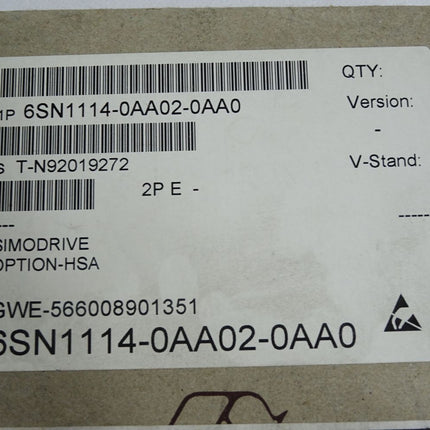 QTY:
1P 6SN1114-0AA02-0AA0
Version:
-
S T-N92019272
V-Stand:
2P E -
----
-----
SIMODRIVE
OPTION-HSA
GWE-566008901351
6SN1114-0AA02-0AA0